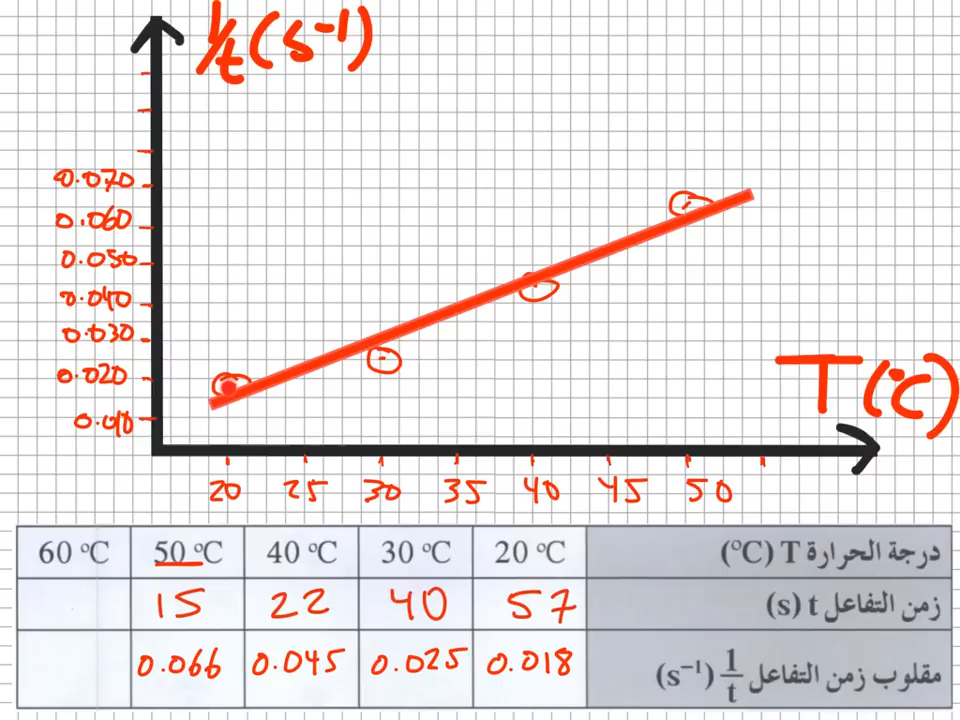 1/t (s⁻¹)
0.070
0.060
0.050
0.040
0.030
0.020
T (°C)
20 25 30 35 40 45 50
درجة الحرارة T (°C) 20 °C 30 °C 40 °C 50 °C 60 °C
زمن التفاعل t (s) 57 40 22 15
مقلوب زمن التفاعل 1/t (s⁻¹) 0.018 0.025 0.045 0.066